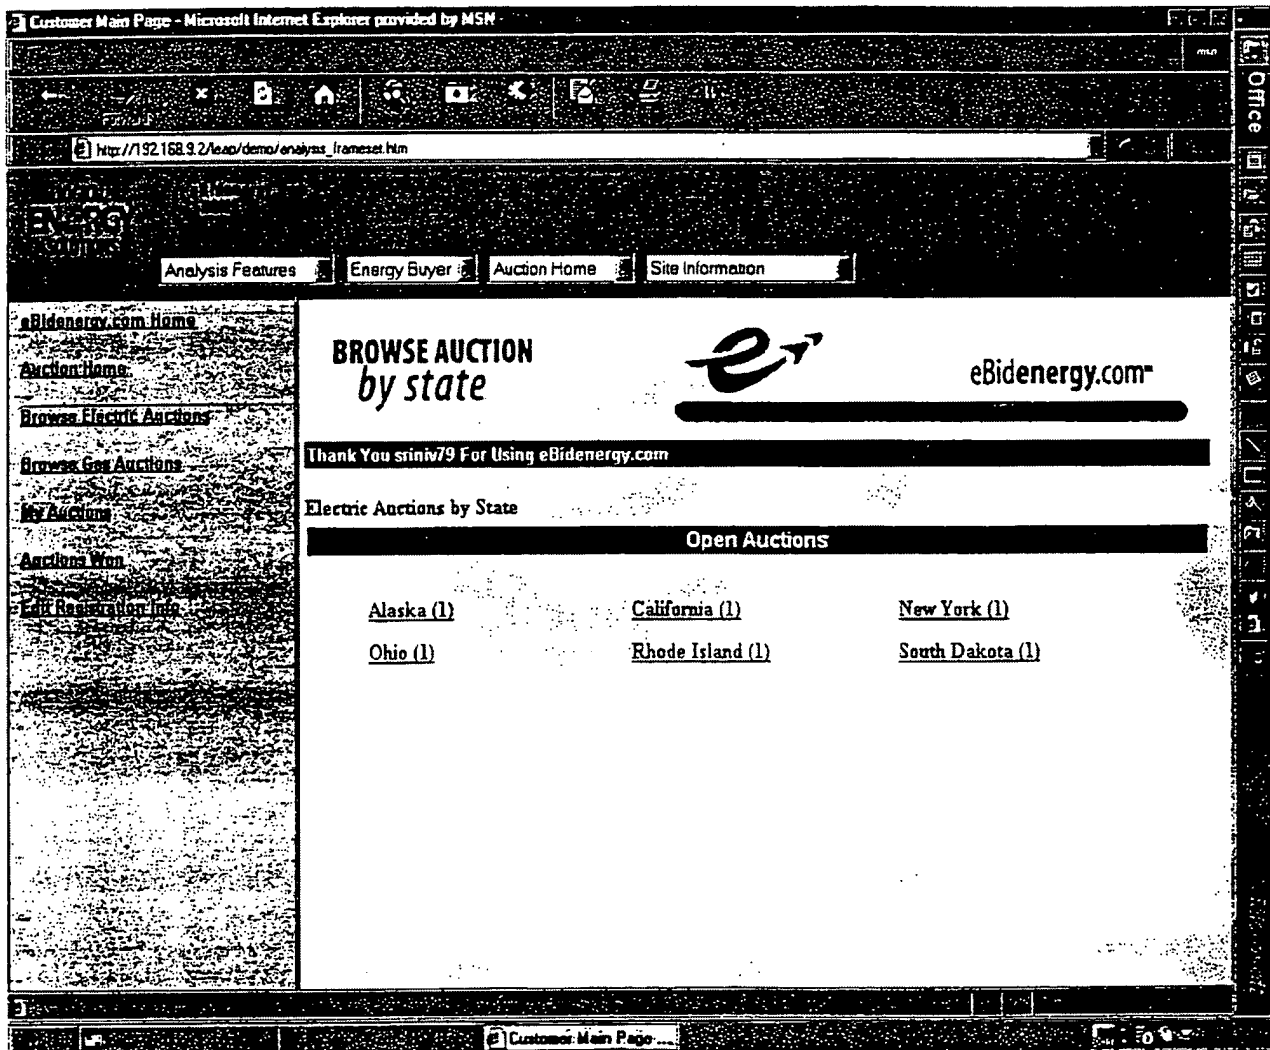 Customer Main Page - Microsoft Internet Explorer provided by MSN
msn
http://192.168.9.2/leap/demo/analysis_frameset.htm
Office
Analysis Features
Energy Buyer
Auction Home
Site Information
eBidenergy.com Home
Auction Home
Browse Electric Auctions
Browse Gas Auctions
My Auctions
Auctions Won
Edit Registration Info
BROWSE AUCTION
by state
eBidenergy.com
Thank You sriniv79 For Using eBidenergy.com
Electric Auctions by State
Open Auctions
Alaska (1) California (1) New York (1)
Ohio (1) Rhode Island (1) South Dakota (1)
Customer Main Page ...